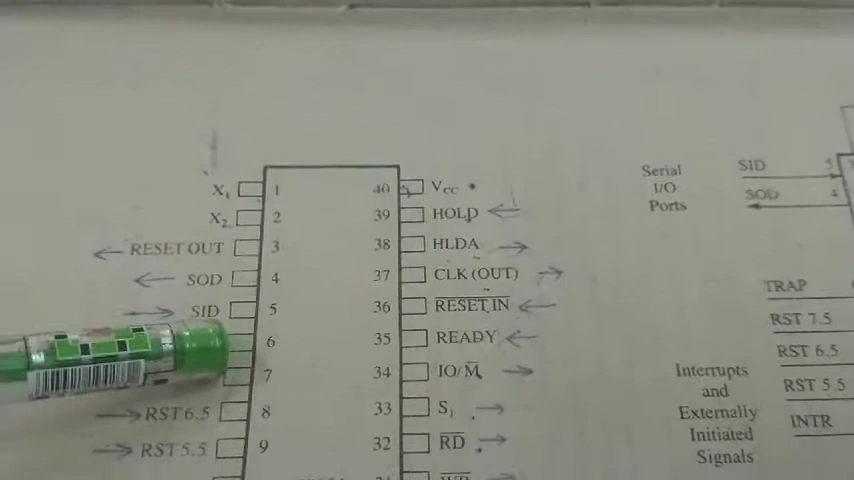 X₁ 1 40 Vcc
X₂ 2 39 HOLD
RESET OUT 3 38 HLDA
SOD 4 37 CLK (OUT)
SID 5 36 RESET IN
6 35 READY
7 34 IO/M
RST 6.5 8 33 S₁
RST 5.5 9 32 RD
Serial
I/O
Ports
SID 5
SOD 4
TRAP
RST 7.5
RST 6.5
RST 5 5
INTR
Interrupts
and
Externally
Initiated
Signals